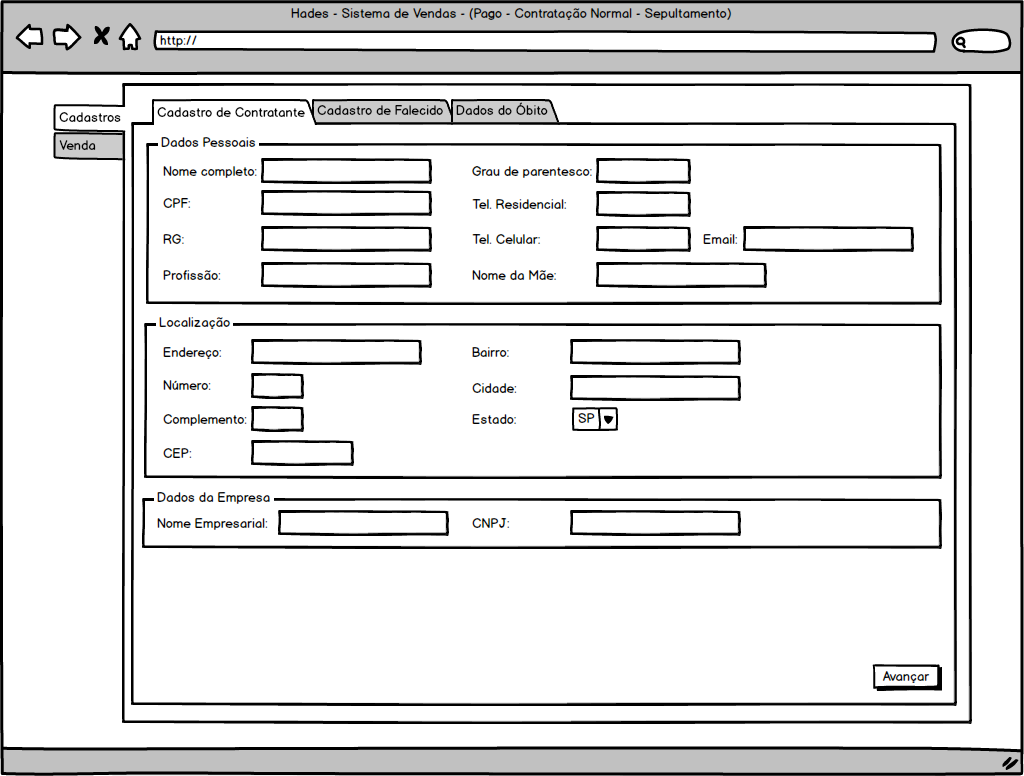 Hades - Sistema de Vendas - (Pago - Contratação Normal - Sepultamento)
http://
Cadastros
Venda
Cadastro de Contratante Cadastro de Falecido Dados do Óbito
Dados Pessoais
Nome completo: Grau de parentesco:
CPF: Tel. Residencial:
RG: Tel. Celular: Email:
Profissão: Nome da Mãe:
Localização
Endereço: Bairro:
Número: Cidade:
Complemento: Estado: SP
CEP:
Dados da Empresa
Nome Empresarial: CNPJ:
Avançar